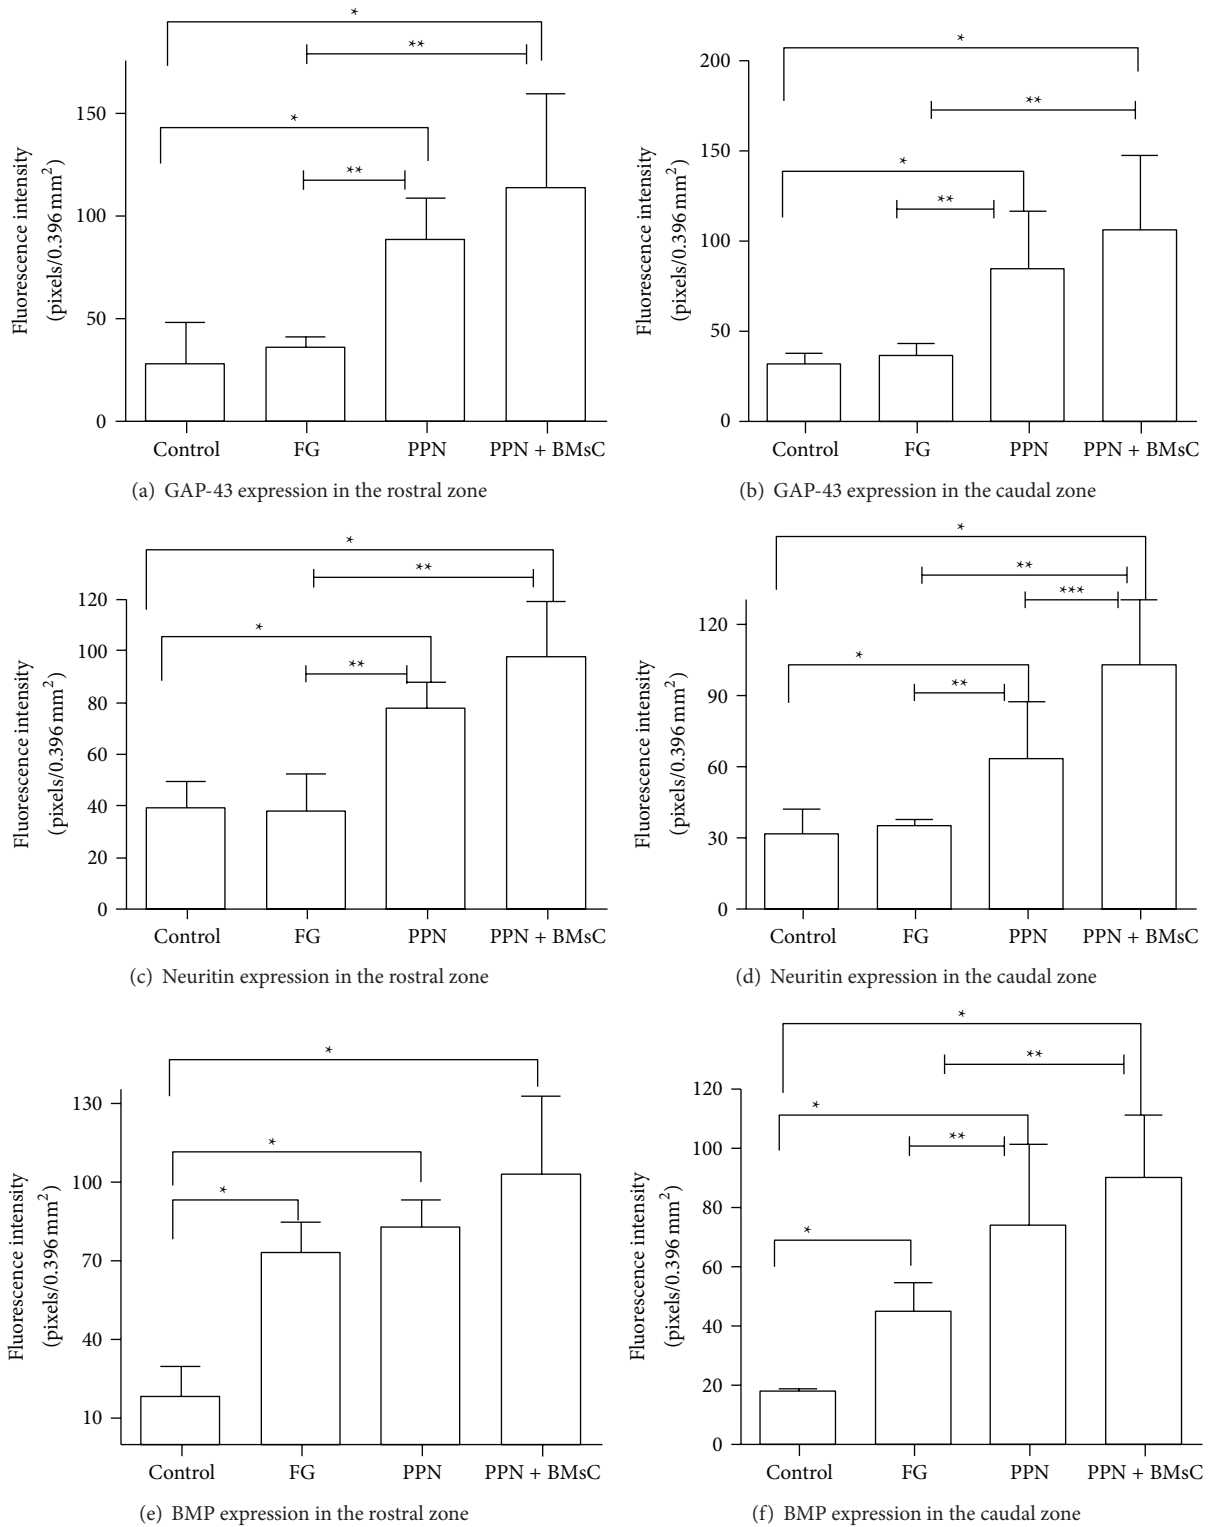 *
**
*
**
Fluorescence intensity
(pixels/0.396 mm²)
150
100
50
0
Control FG PPN PPN + BMsC
(a) GAP-43 expression in the rostral zone
*
**
*
**
Fluorescence intensity
(pixels/0.396 mm²)
200
150
100
50
0
Control FG PPN PPN + BMsC
(b) GAP-43 expression in the caudal zone
*
**
*
**
Fluorescence intensity
(pixels/0.396 mm²)
120
100
80
60
40
20
0
Control FG PPN PPN + BMsC
(c) Neuritin expression in the rostral zone
*
**
***
*
**
Fluorescence intensity
(pixels/0.396 mm²)
120
90
60
30
0
Control FG PPN PPN + BMsC
(d) Neuritin expression in the caudal zone
*
*
*
Fluorescence intensity
(pixels/0.396 mm²)
130
100
70
40
10
Control FG PPN PPN + BMsC
(e) BMP expression in the rostral zone
*
**
*
**
*
Fluorescence intensity
(pixels/0.396 mm²)
120
100
80
60
40
20
0
Control FG PPN PPN + BMsC
(f) BMP expression in the caudal zone